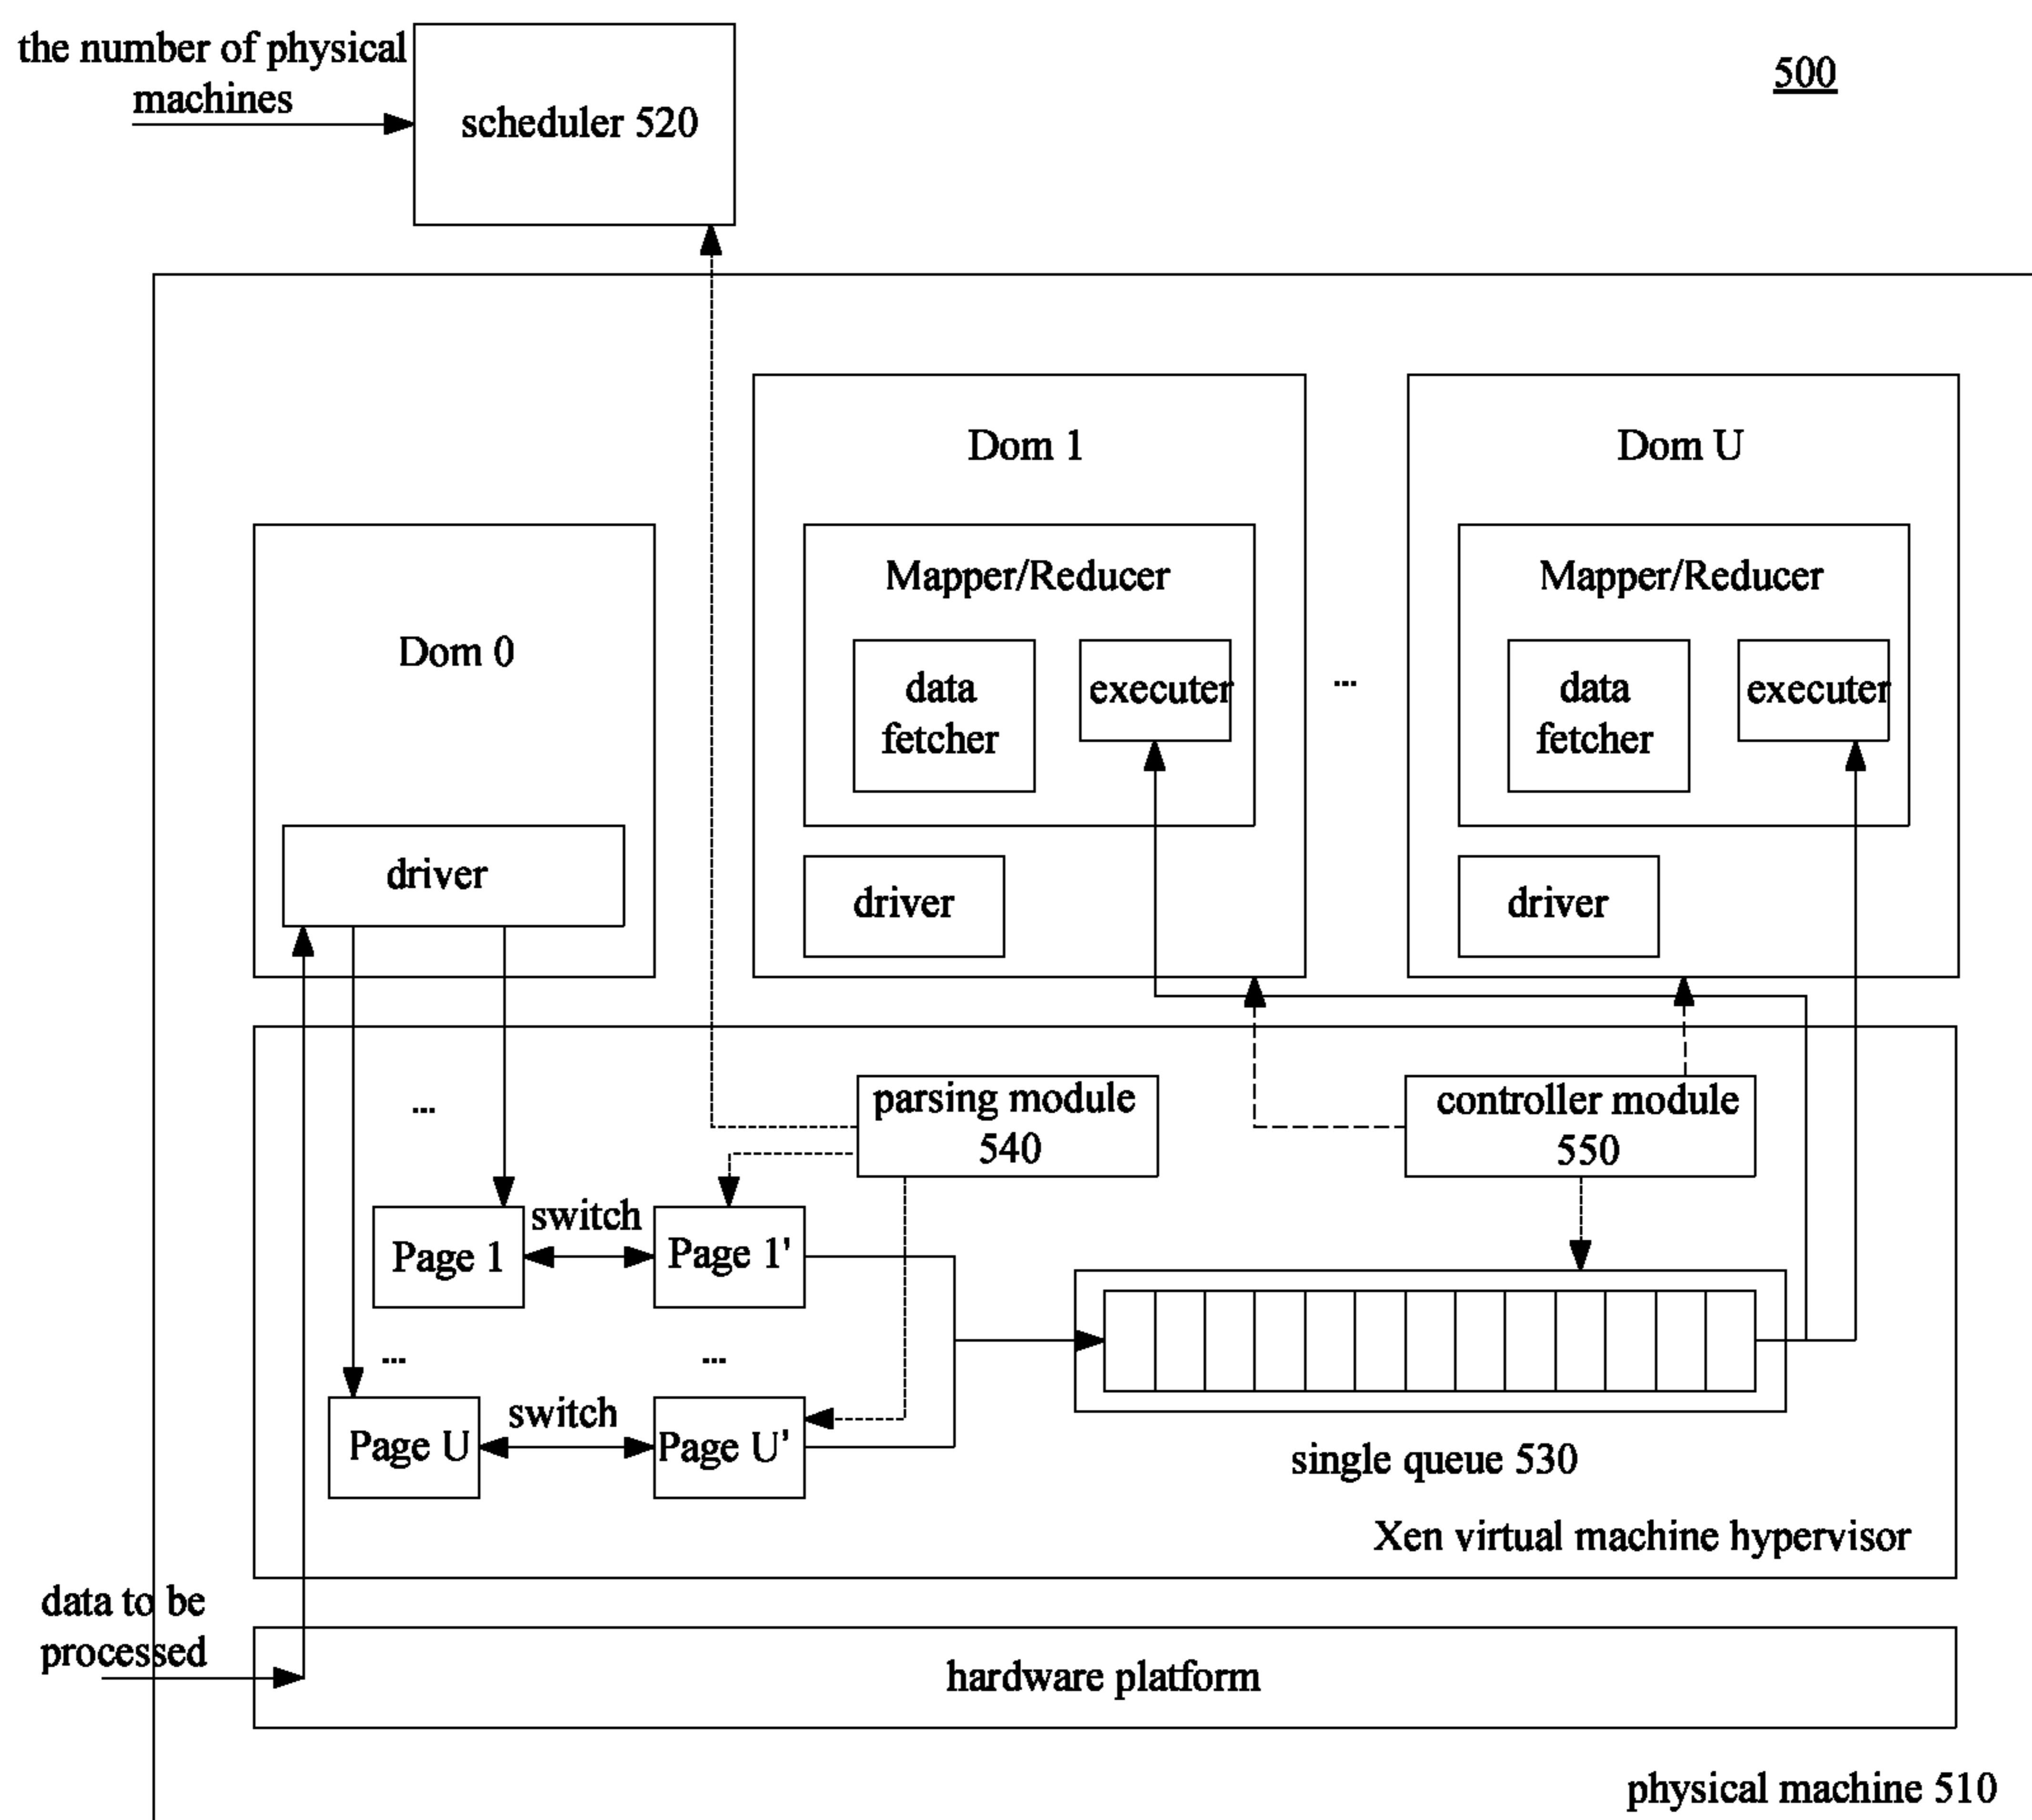 the number of physical
machines
scheduler 520
500
Dom 1
Dom U
Mapper/Reducer
Mapper/Reducer
Dom 0
data
fetcher
executer
...
data
fetcher
executer
driver
driver
driver
parsing module
540
controller module
550
...
switch
Page 1
Page 1'
...
...
switch
Page U
Page U'
single queue 530
Xen virtual machine hypervisor
data to be
processed
hardware platform
physical machine 510